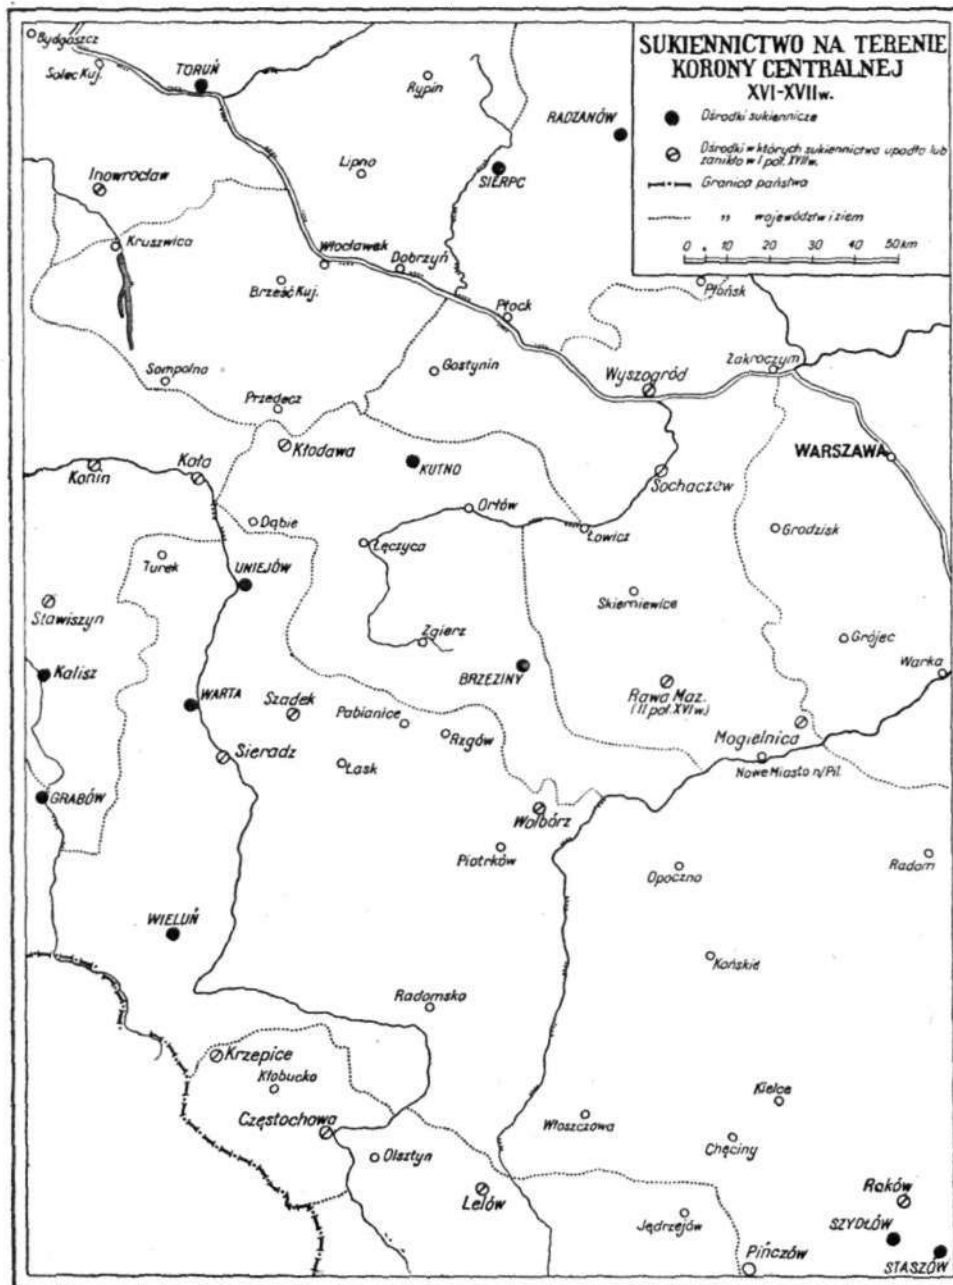 SUKIENNICTWO NA TERENIE
KORONY CENTRALNEJ
XVI-XVII w.
Ośrodki sukiennicze
Ośrodki w których sukiennictwo upadło lub
zanikło w I poł. XVII w.
Granica państwa
„ województw i ziem
0 10 20 30 40 50 km
Bydgoszcz
Solec Kuj.
TORUŃ
Rypin
RADZANÓW
Lipno
SIERPC
Inowrocław
Kruszwica
Włocławek
Dobrzyń
Brześć Kuj.
Płock
Płońsk
Sompolno
Gostynin
Zakroczym
Wyszogród
Przedecz
Kłodawa
WARSZAWA
Konin
Koło
KUTNO
Sochaczew
Orłów
Dąbie
Łowicz
Grodzisk
Łęczyca
Turek
UNIEJÓW
Skierniewice
Stawiszyn
Zgierz
Grójec
Kalisz
BRZEZINY
Warka
WARTA
Szadek
Rawa Maz.
(II poł. XVI w.)
Pabianice
Rzgów
Mogielnica
Sieradz
Łask
Nowe Miasto n/Pil.
GRABÓW
Wolbórz
Piotrków
Opoczno
Radom
WIELUŃ
Końskie
Radomsko
Krzepice
Kłobucko
Kielce
Częstochowa
Włoszczowa
Chęciny
Olsztyn
Lelów
Raków
Jędrzejów
SZYDŁÓW
Pińczów
STASZÓW